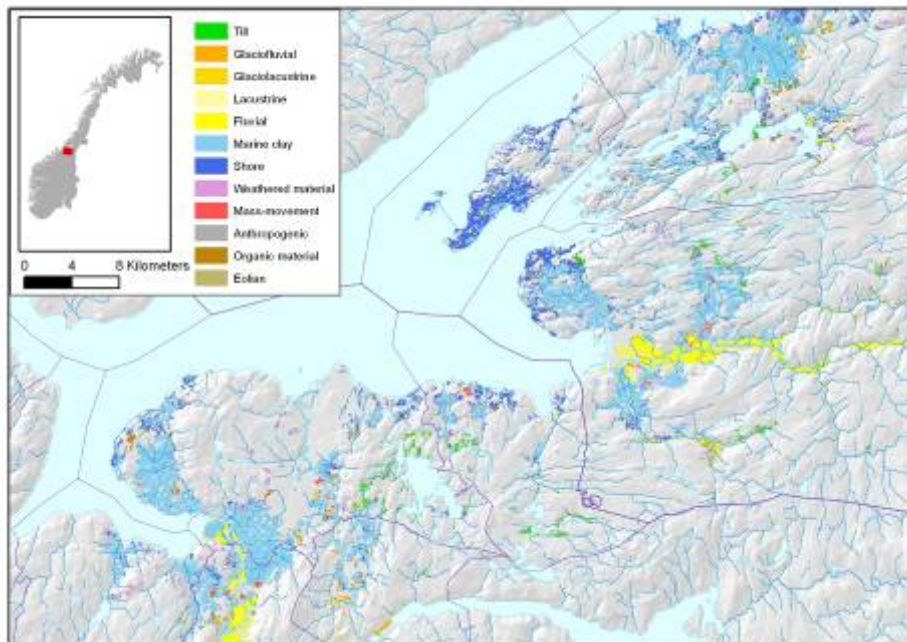 Till
Glaciofluvial
Glaciolacustrine
Lacustrine
Fluvial
Marine clay
Shore
Weathered material
Mass-movement
Anthropogenic
Organic material
Eolian
0 4 8 Kilometers